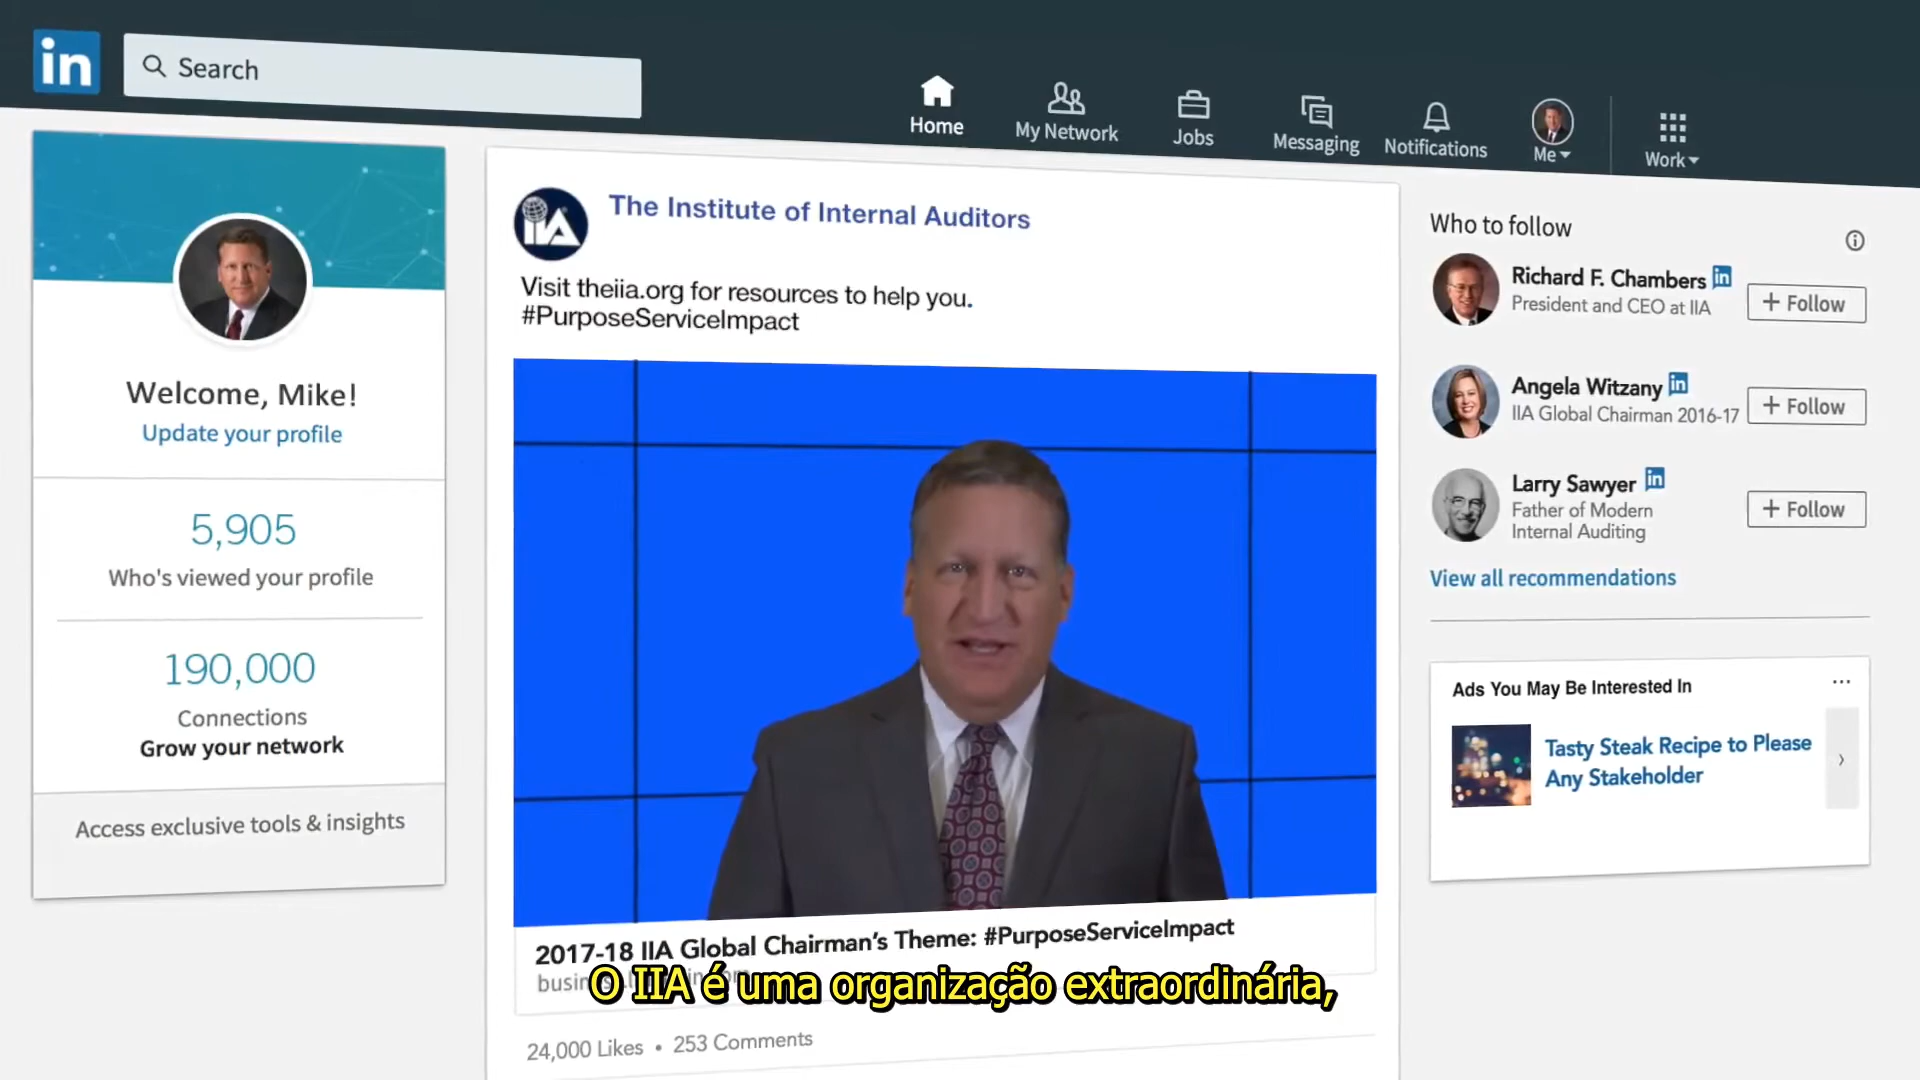 in
Search
Home
My Network
Jobs
Messaging
Notifications
Me
Work
Welcome, Mike!
Update your profile
5,905
Who's viewed your profile
190,000
Connections
Grow your network
Access exclusive tools & insights
IIA
The Institute of Internal Auditors
Visit theiia.org for resources to help you.
#PurposeServiceImpact
2017-18 IIA Global Chairman's Theme: #PurposeServiceImpact
O IIA é uma organização extraordinária,
24,000 Likes • 253 Comments
Who to follow
Richard F. Chambers in
President and CEO at IIA
+ Follow
Angela Witzany in
IIA Global Chairman 2016-17
+ Follow
Larry Sawyer in
Father of Modern
Internal Auditing
+ Follow
View all recommendations
Ads You May Be Interested In
Tasty Steak Recipe to Please
Any Stakeholder